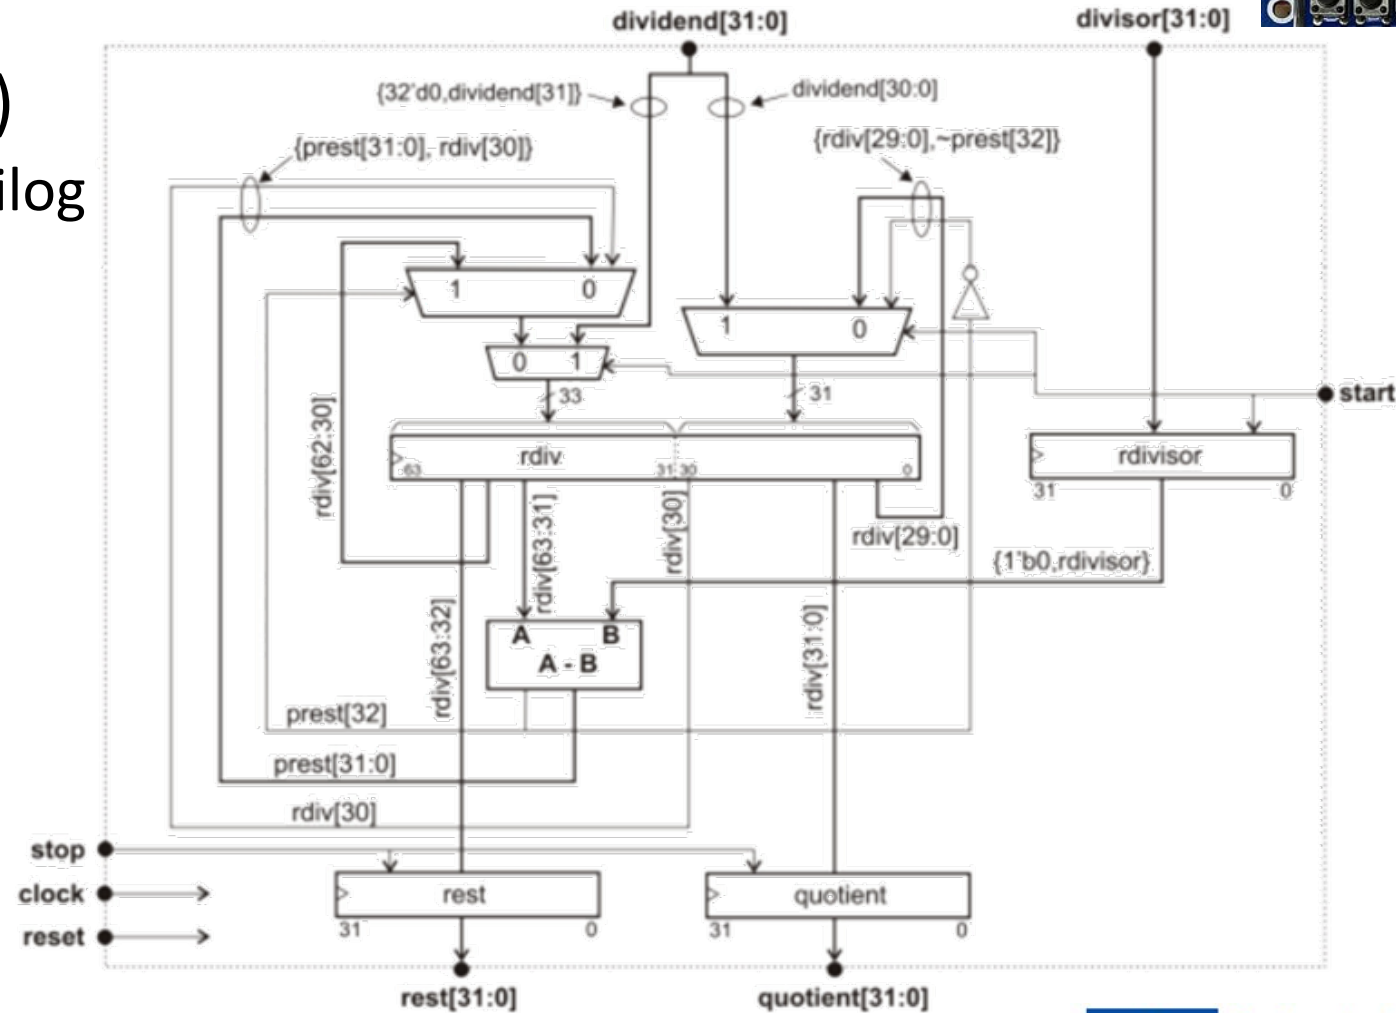 dividend[31:0]
divisor[31:0]
)
ilog
{32'd0,dividend[31]}
dividend[30:0]
{prest[31:0], rdiv[30]}
{rdiv[29:0],~prest[32]}
1 0
1 0
0 1
33
31
start
rdiv[62:30]
rdiv
63 31 30 0
rdivisor
31 0
rdiv[63:31]
rdiv[30]
rdiv[29:0]
{1'b0,rdivisor}
rdiv[63:32]
A B
A - B
rdiv[31:0]
prest[32]
prest[31:0]
rdiv[30]
stop
clock
reset
rest
31 0
quotient
31 0
rest[31:0]
quotient[31:0]